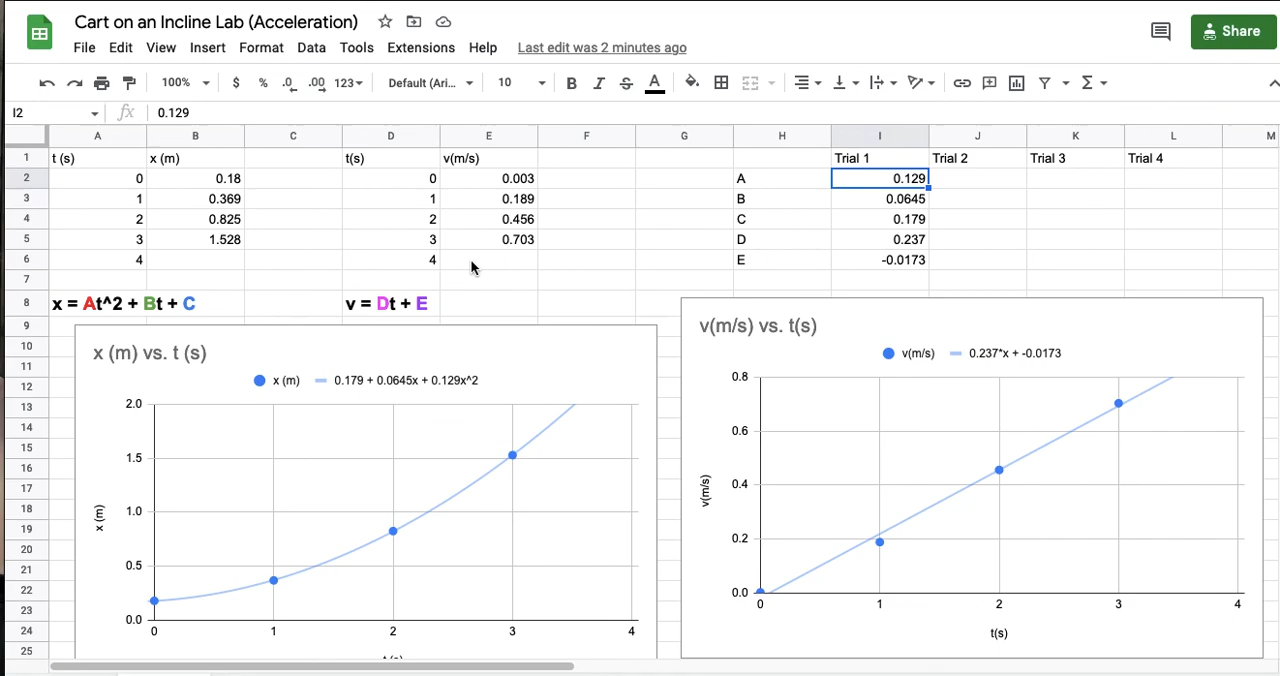 Cart on an Incline Lab (Acceleration)
Share
File Edit View Insert Format Data Tools Extensions Help Last edit was 2 minutes ago
100% $ % .0 .00 123 Default (Ari... 10 B I S A
I2 fx 0.129
A B C D E F G H I J K L M
1 t (s) x (m) t(s) v(m/s) Trial 1 Trial 2 Trial 3 Trial 4
2 0 0.18 0 0.003 A 0.129
3 1 0.369 1 0.189 B 0.0645
4 2 0.825 2 0.456 C 0.179
5 3 1.528 3 0.703 D 0.237
6 4 4 E -0.0173
7
8 x = At^2 + Bt + C v = Dt + E
9
10
11
12
13
14
15
16
17
18
19
20
21
22
23
24
25
x (m) vs. t (s)
x (m) 0.179 + 0.0645x + 0.129x^2
2.0
1.5
1.0
0.5
0.0
x (m)
0 1 2 3 4
v(m/s) vs. t(s)
v(m/s) 0.237*x + -0.0173
0.8
0.6
0.4
0.2
0.0
v(m/s)
0 1 2 3 4
t(s)